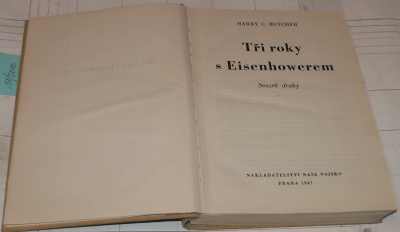 HARRY C. BUTCHER
Tři roky
s Eisenhowerem
Svazek druhý
NAKLADATELSTVÍ NAŠE VOJSKO
PRAHA 1947